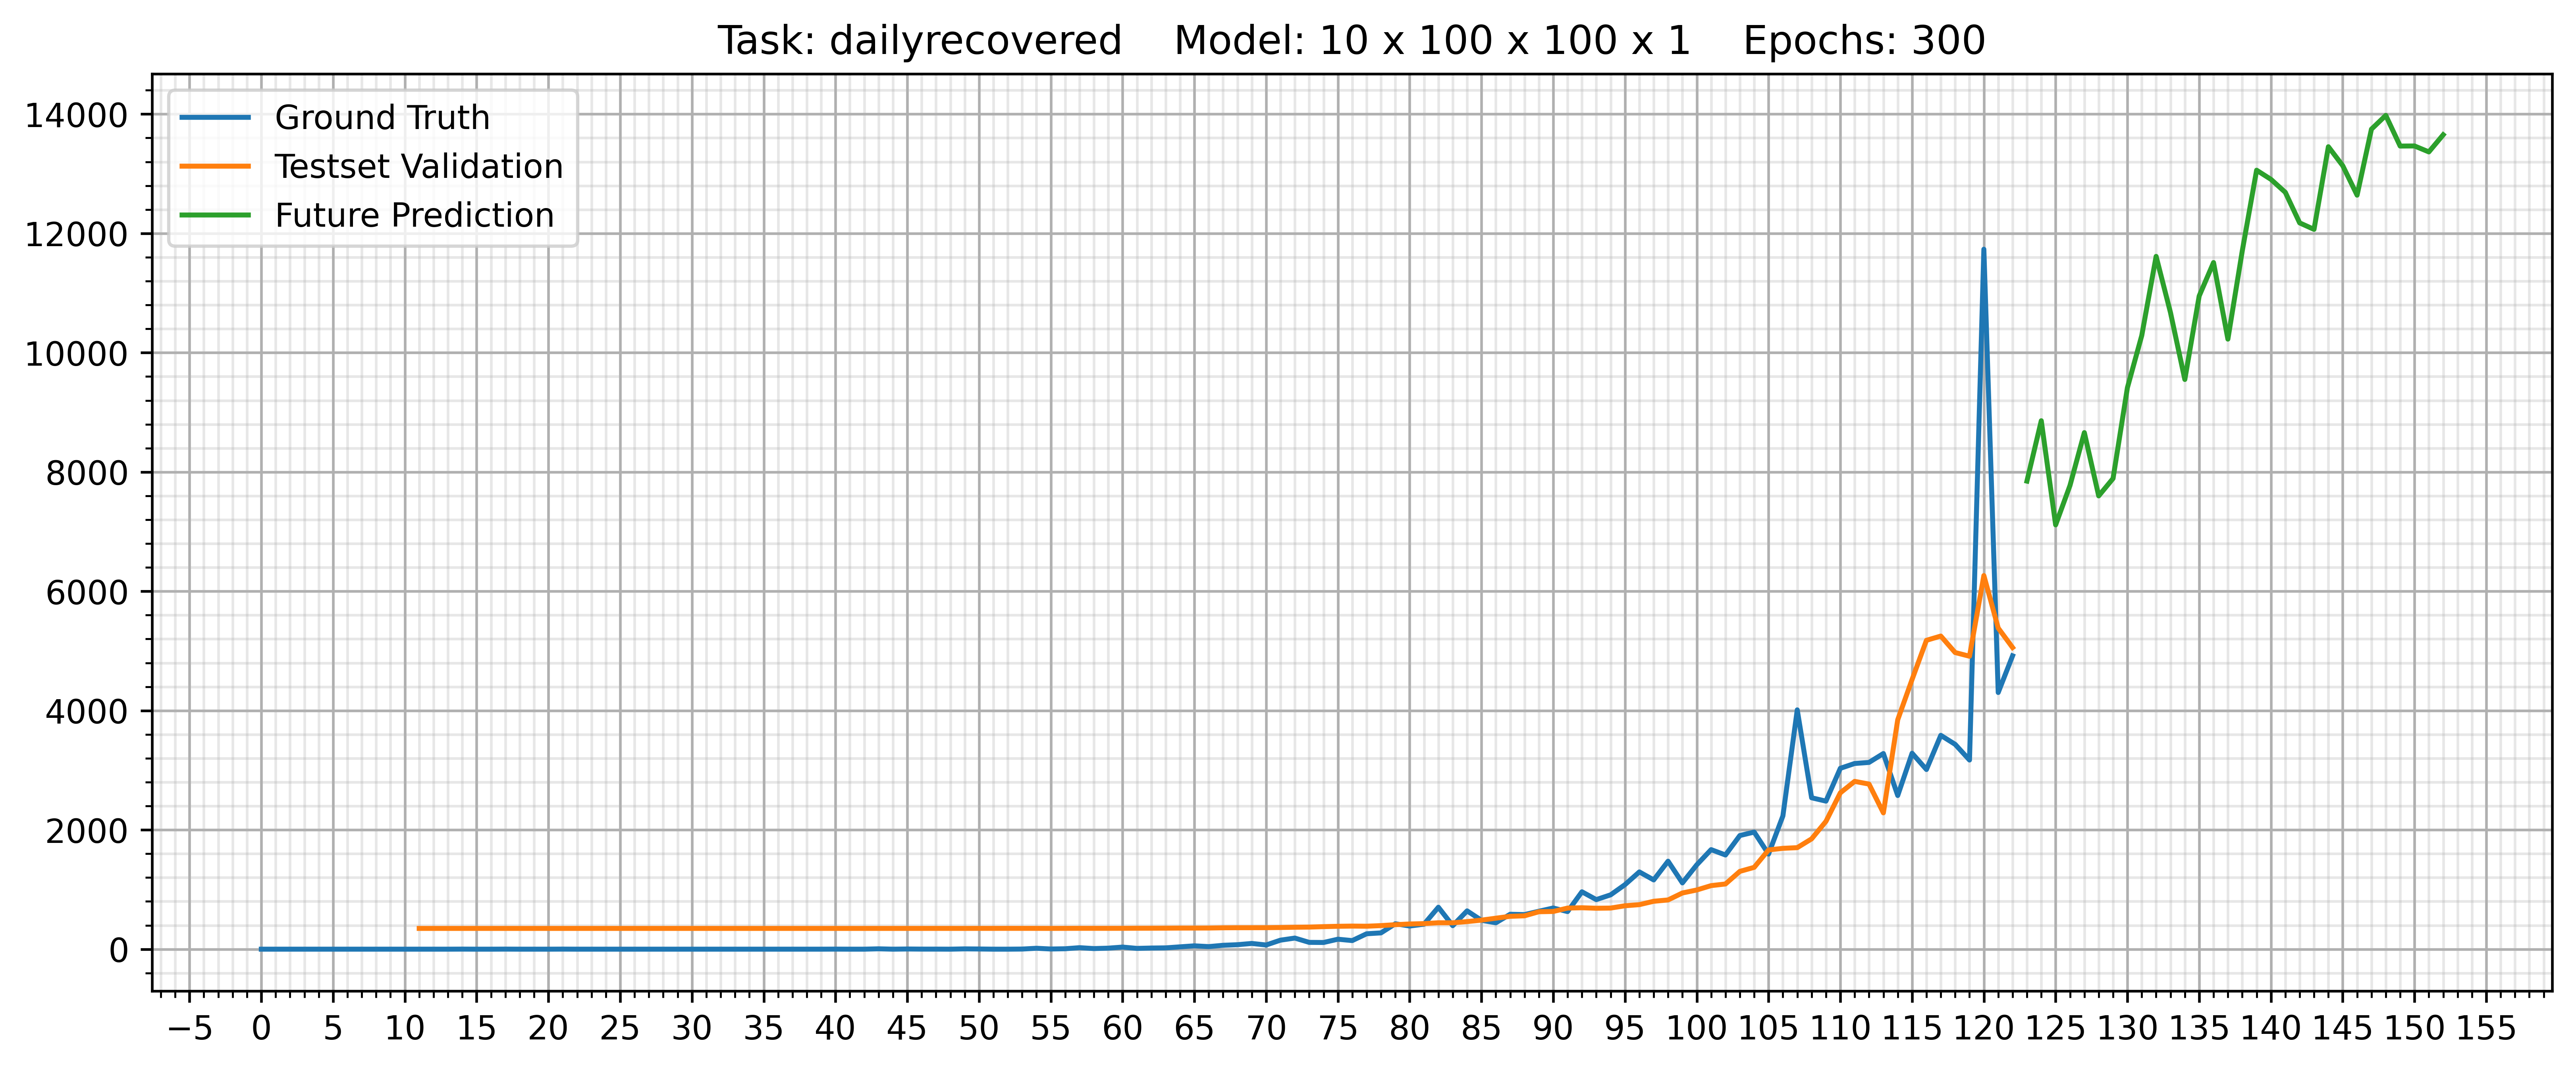 Task: dailyrecovered    Model: 10 x 100 x 100 x 1    Epochs: 300
Ground Truth
Testset Validation
Future Prediction
14000
12000
10000
8000
6000
4000
2000
0
−5 0 5 10 15 20 25 30 35 40 45 50 55 60 65 70 75 80 85 90 95 100 105 110 115 120 125 130 135 140 145 150 155